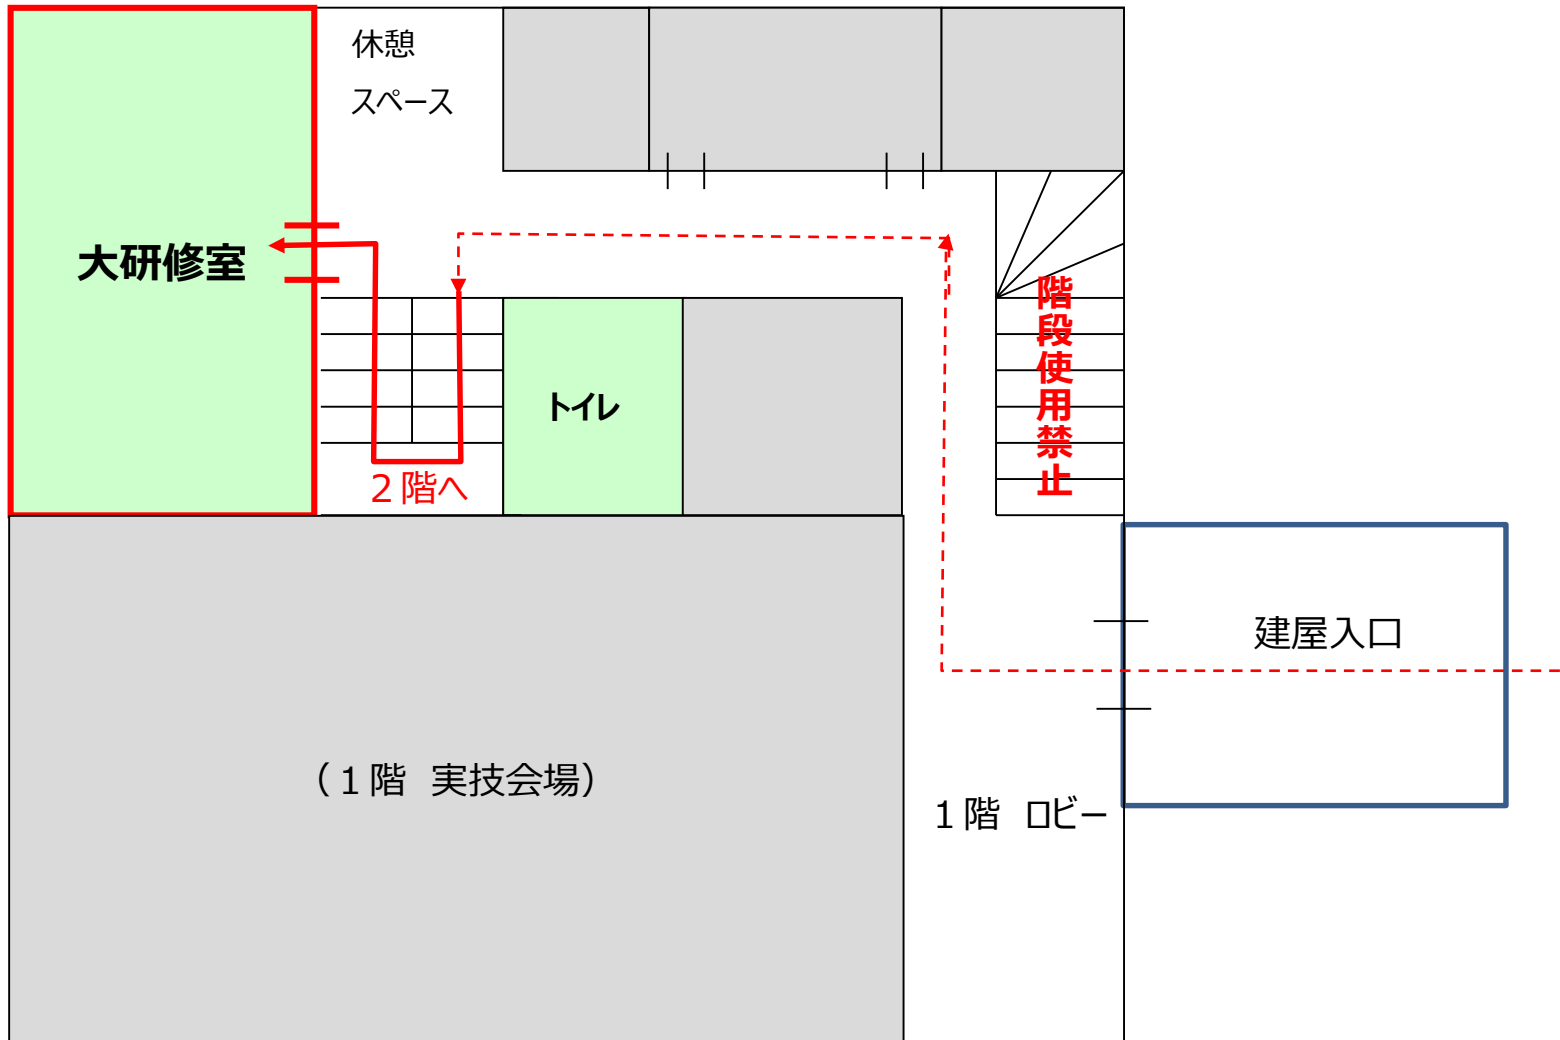 休憩
スペース
大研修室
階段使用禁止
トイレ
２階へ
建屋入口
（１階　実技会場）
１階　ロビー